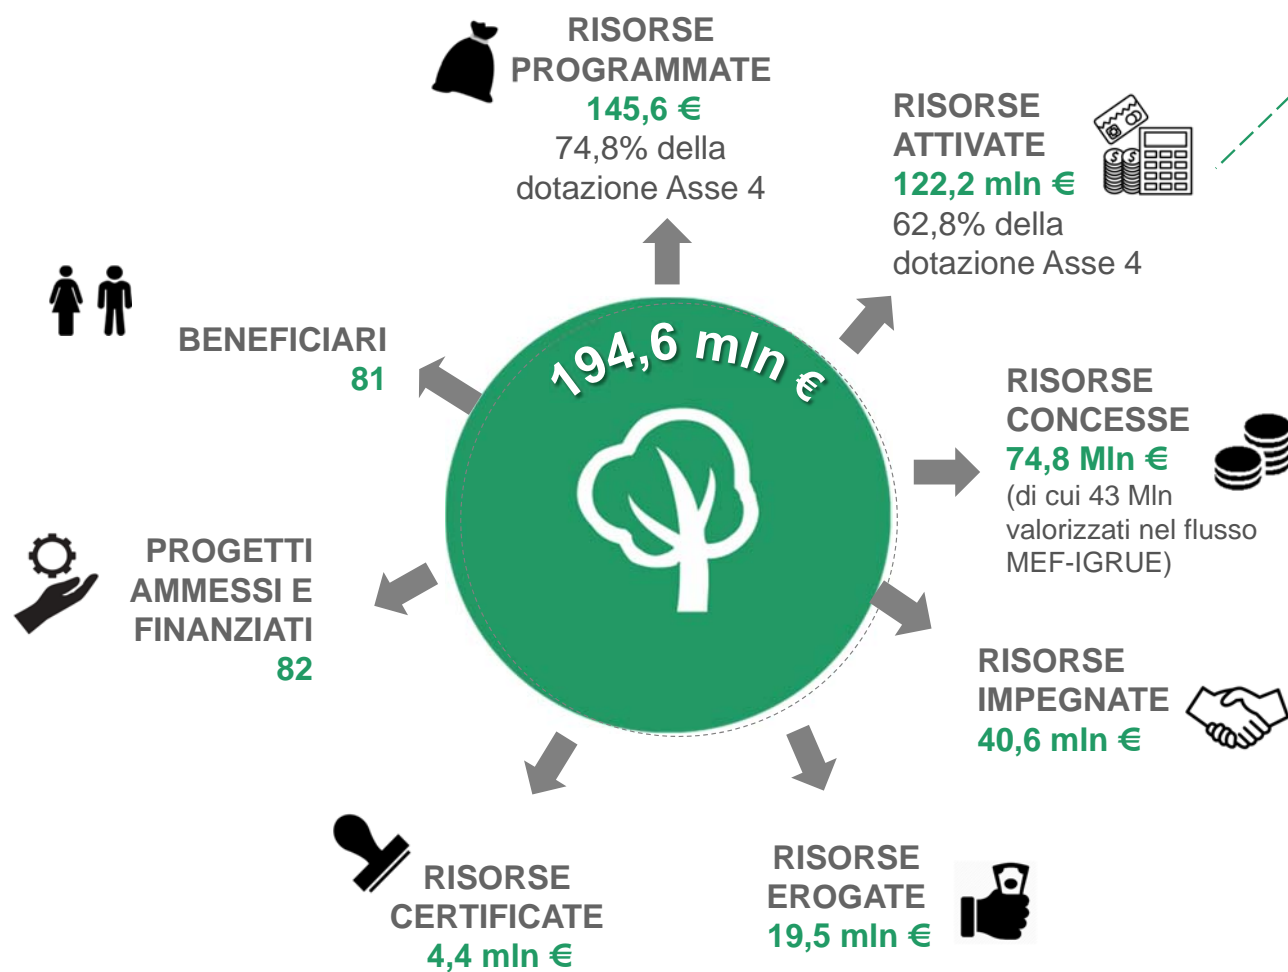 RISORSE
PROGRAMMATE
145,6 €
74,8% della
dotazione Asse 4
RISORSE
ATTIVATE
122,2 mln €
62,8% della
dotazione Asse 4
194,6 mln €
BENEFICIARI
81
RISORSE
CONCESSE
74,8 Mln €
(di cui 43 Mln
valorizzati nel flusso
MEF-IGRUE)
PROGETTI
AMMESSI E
FINANZIATI
82
RISORSE
IMPEGNATE
40,6 mln €
RISORSE
CERTIFICATE
4,4 mln €
RISORSE
EROGATE
19,5 mln €